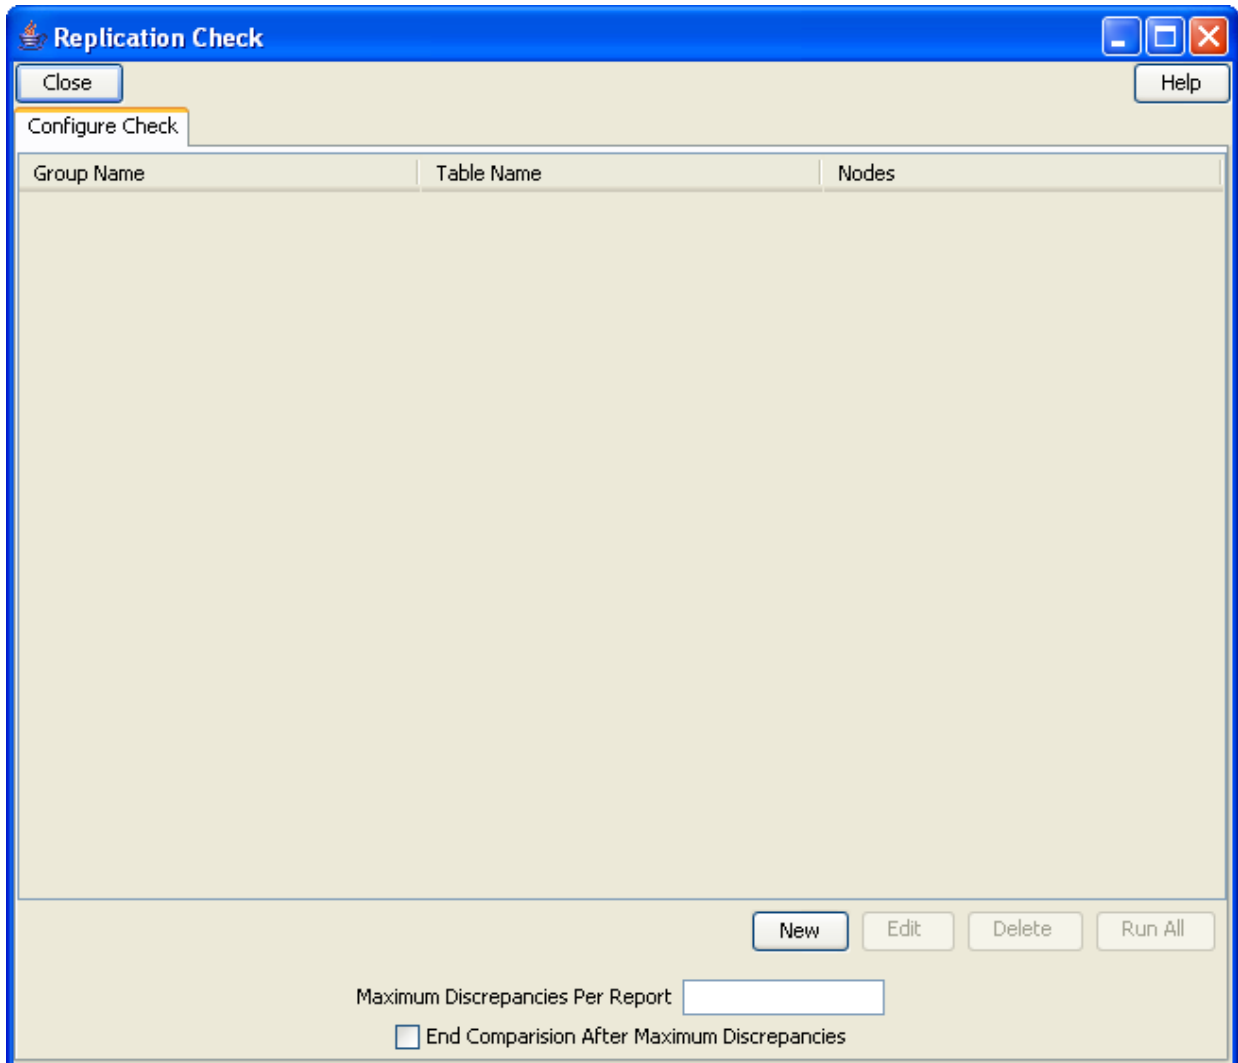 Replication Check
Close Help
Configure Check
Group Name Table Name Nodes
New Edit Delete Run All
Maximum Discrepancies Per Report
End Comparision After Maximum Discrepancies